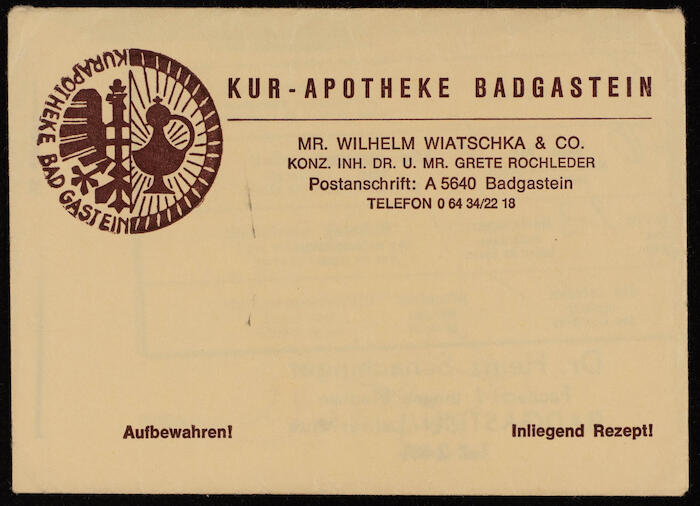 KURAPOTHEKE BAD GASTEIN
KUR-APOTHEKE BADGASTEIN
MR. WILHELM WIATSCHKA & CO.
KONZ. INH. DR. U. MR. GRETE ROCHLEDER
Postanschrift: A 5640 Badgastein
TELEFON 0 64 34/22 18
Aufbewahren!
Inliegend Rezept!